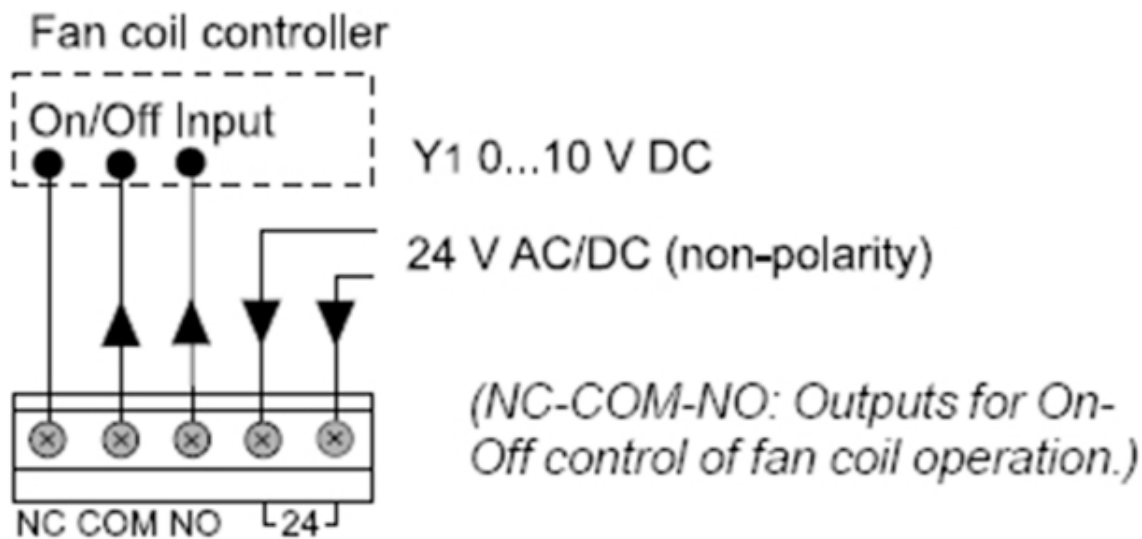 Fan coil controller
On/Off Input
Y1 0...10 V DC
24 V AC/DC (non-polarity)
(NC-COM-NO: Outputs for On-
Off control of fan coil operation.)
NC COM NO 24